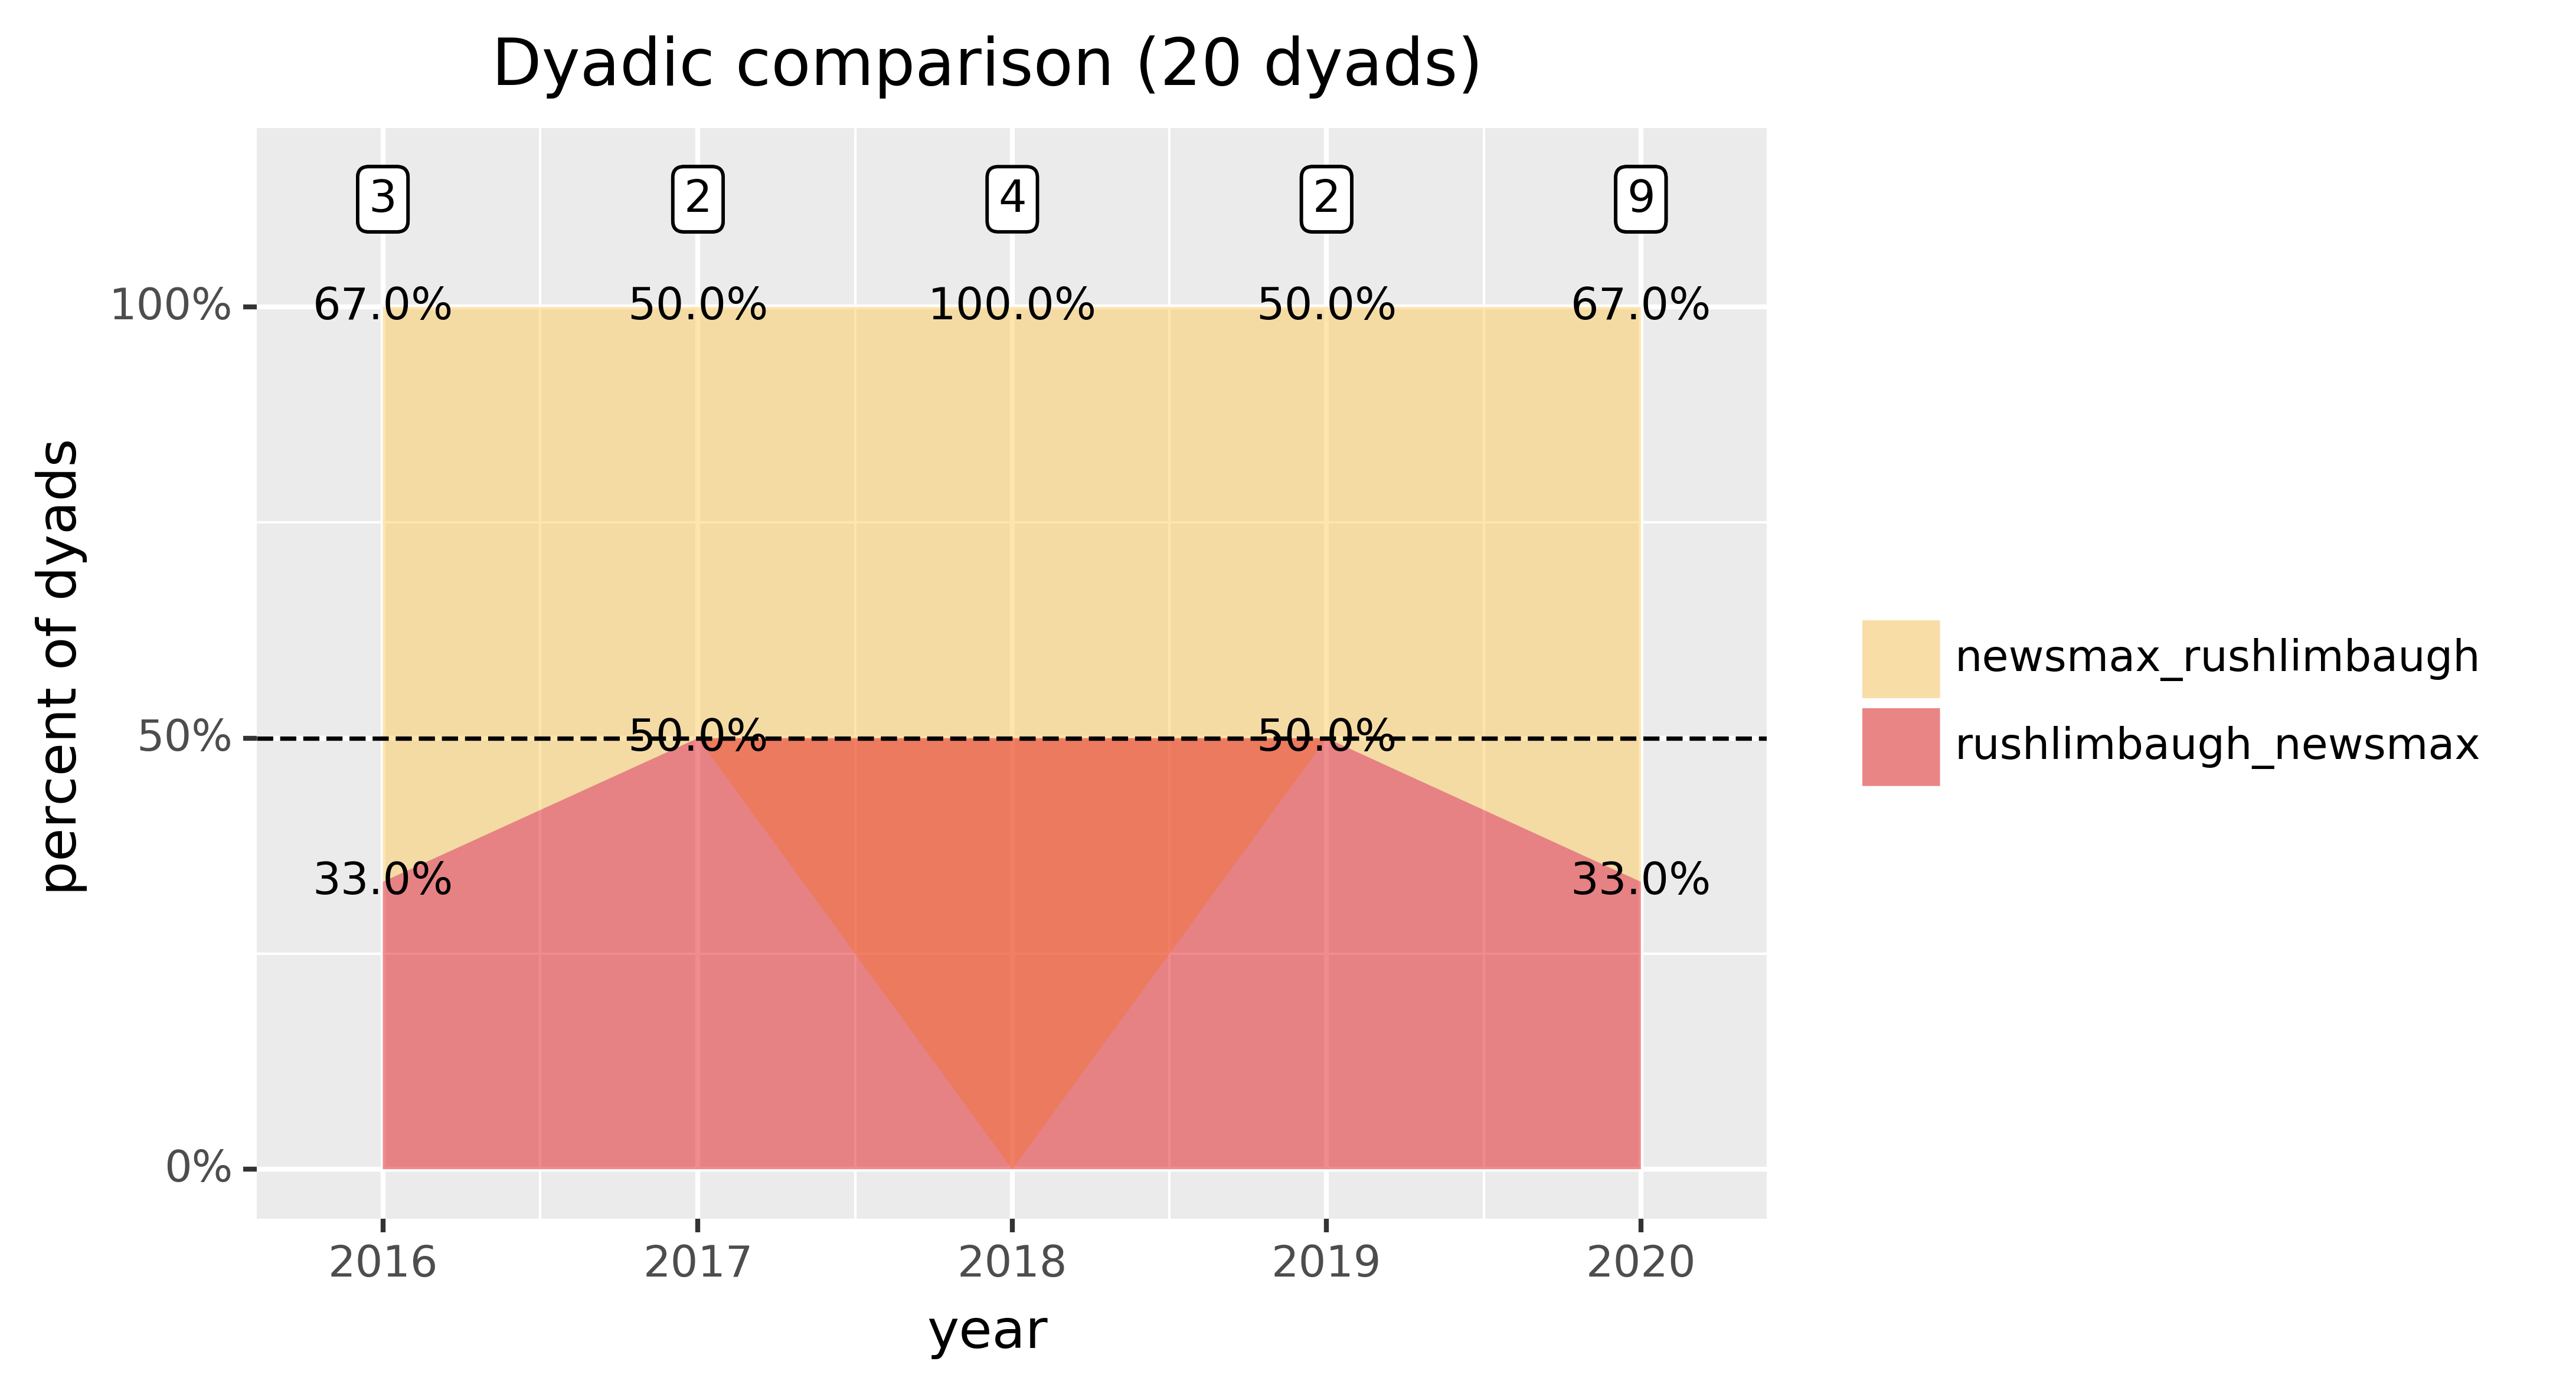 Dyadic comparison (20 dyads)
3 2 4 2 9
100%
67.0% 50.0% 100.0% 50.0% 67.0%
percent of dyads
newsmax_rushlimbaugh
50%
50.0% 50.0%
rushlimbaugh_newsmax
33.0% 33.0%
0%
2016 2017 2018 2019 2020
year